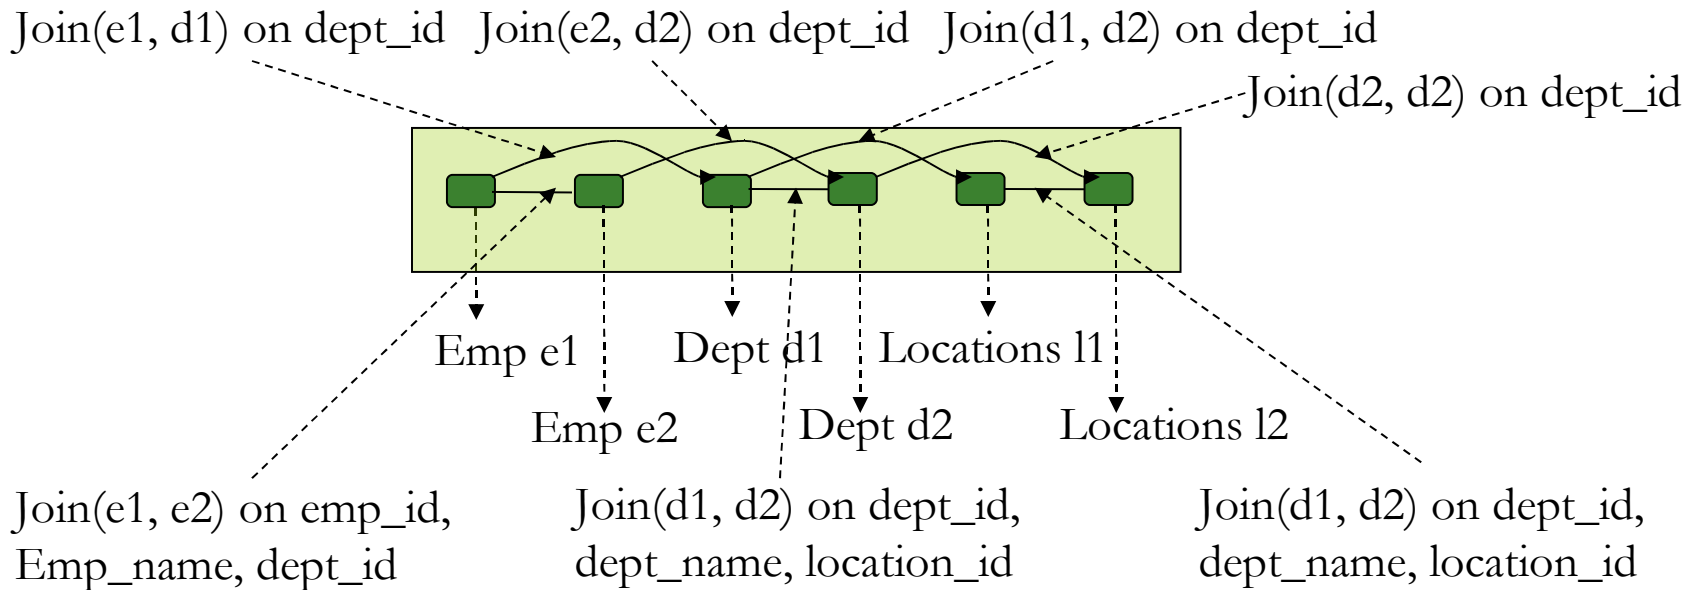 Join(e1, d1) on dept_id
Join(e2, d2) on dept_id
Join(d1, d2) on dept_id
Join(d2, d2) on dept_id
Emp e1
Dept d1
Locations l1
Emp e2
Dept d2
Locations l2
Join(e1, e2) on emp_id,
Emp_name, dept_id
Join(d1, d2) on dept_id,
dept_name, location_id
Join(d1, d2) on dept_id,
dept_name, location_id